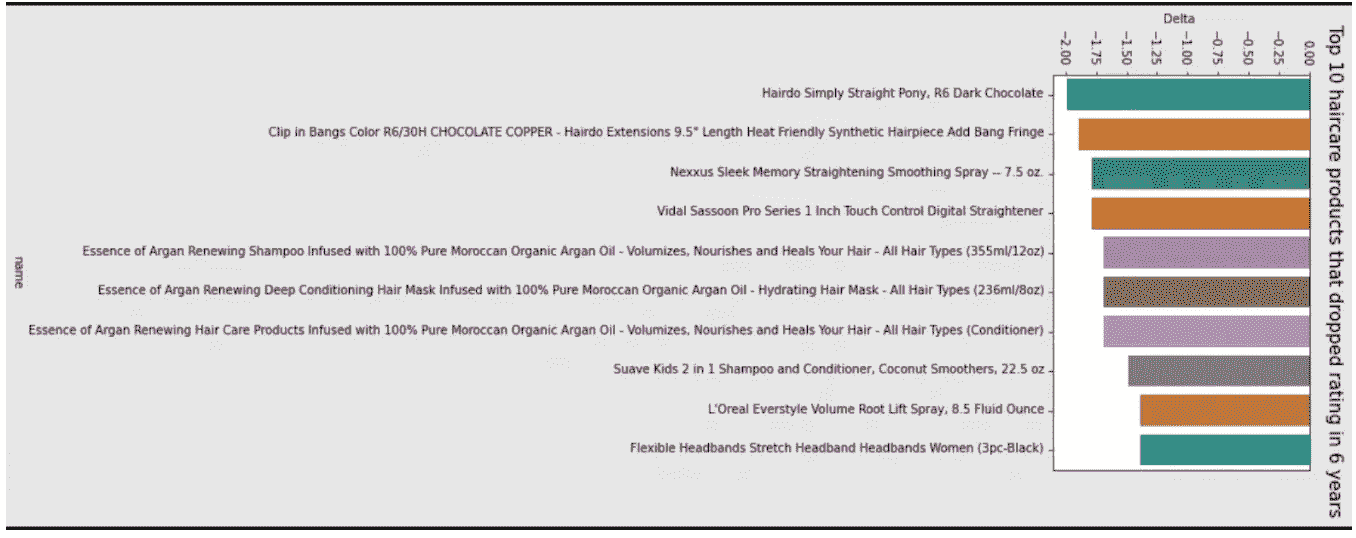 Top 10 haircare products that dropped rating in 6 years
Delta
0.00
−0.25
−0.50
−0.75
−1.00
−1.25
−1.50
−1.75
−2.00
Hairdo Simply Straight Pony, R6 Dark Chocolate
Clip in Bangs Color R6/30H CHOCOLATE COPPER - Hairdo Extensions 9.5" Length Heat Friendly Synthetic Hairpiece Add Bang Fringe
Nexxus Sleek Memory Straightening Smoothing Spray -- 7.5 oz.
Vidal Sassoon Pro Series 1 Inch Touch Control Digital Straightener
Essence of Argan Renewing Shampoo Infused with 100% Pure Moroccan Organic Argan Oil - Volumizes, Nourishes and Heals Your Hair - All Hair Types (355ml/12oz)
Essence of Argan Renewing Deep Conditioning Hair Mask Infused with 100% Pure Moroccan Organic Argan Oil - Hydrating Hair Mask - All Hair Types (236ml/8oz)
Essence of Argan Renewing Hair Care Products Infused with 100% Pure Moroccan Organic Argan Oil - Volumizes, Nourishes and Heals Your Hair - All Hair Types (Conditioner)
Suave Kids 2 in 1 Shampoo and Conditioner, Coconut Smoothers, 22.5 oz
L'Oreal Everstyle Volume Root Lift Spray, 8.5 Fluid Ounce
Flexible Headbands Stretch Headband Headbands Women (3pc-Black)
name